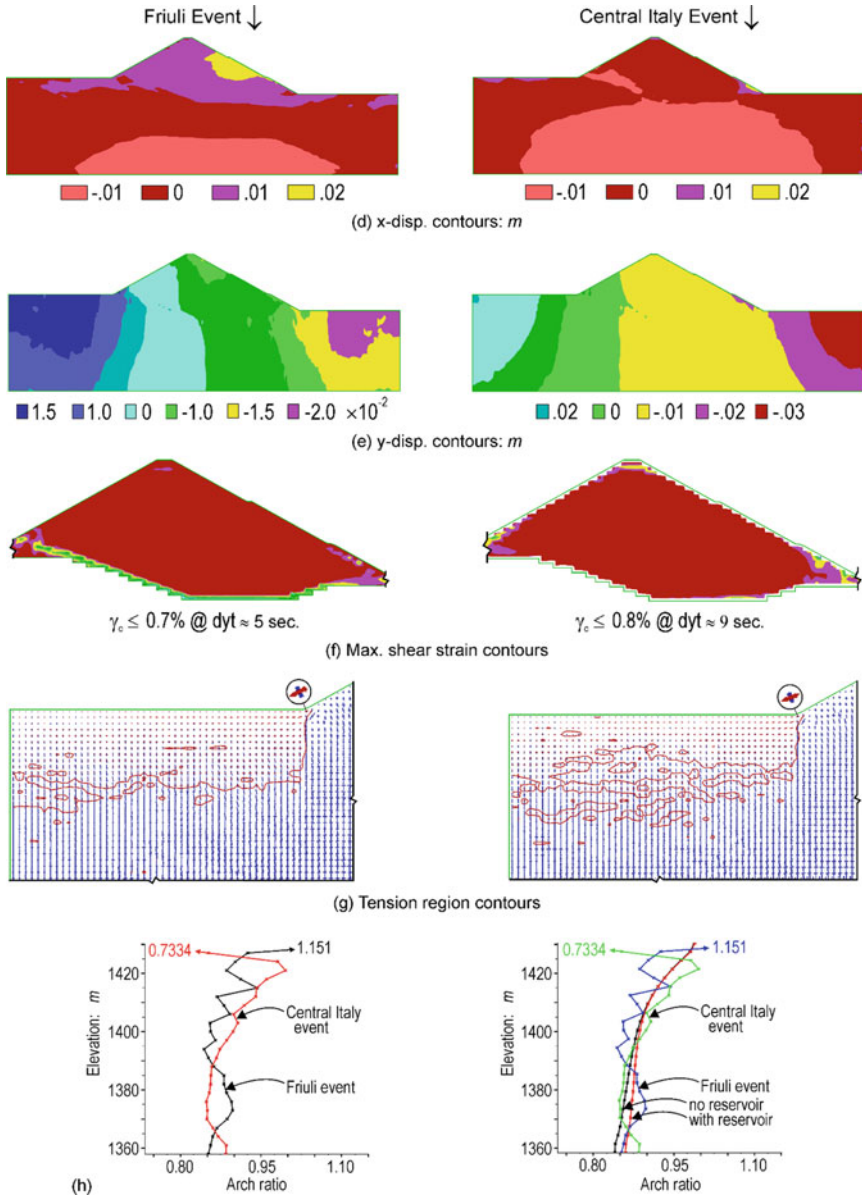 Friuli Event ↓
Central Italy Event ↓
-.01 0 .01 .02
-.01 0 .01 .02
(d) x-disp. contours: m
1.5 1.0 0 -1.0 -1.5 -2.0 ×10⁻²
.02 0 -.01 -.02 -.03
(e) y-disp. contours: m
γc ≤ 0.7% @ dyt ≈ 5 sec.
γc ≤ 0.8% @ dyt ≈ 9 sec.
(f) Max. shear strain contours
(g) Tension region contours
0.7334
1.151
1420
1400
1380
1360
Elevation: m
Central Italy
event
Friuli event
0.80 0.95 1.10
Arch ratio
(h)
0.7334
1.151
1420
1400
1380
1360
Elevation: m
Central Italy
event
Friuli event
no reservoir
with reservoir
0.80 0.95 1.10
Arch ratio